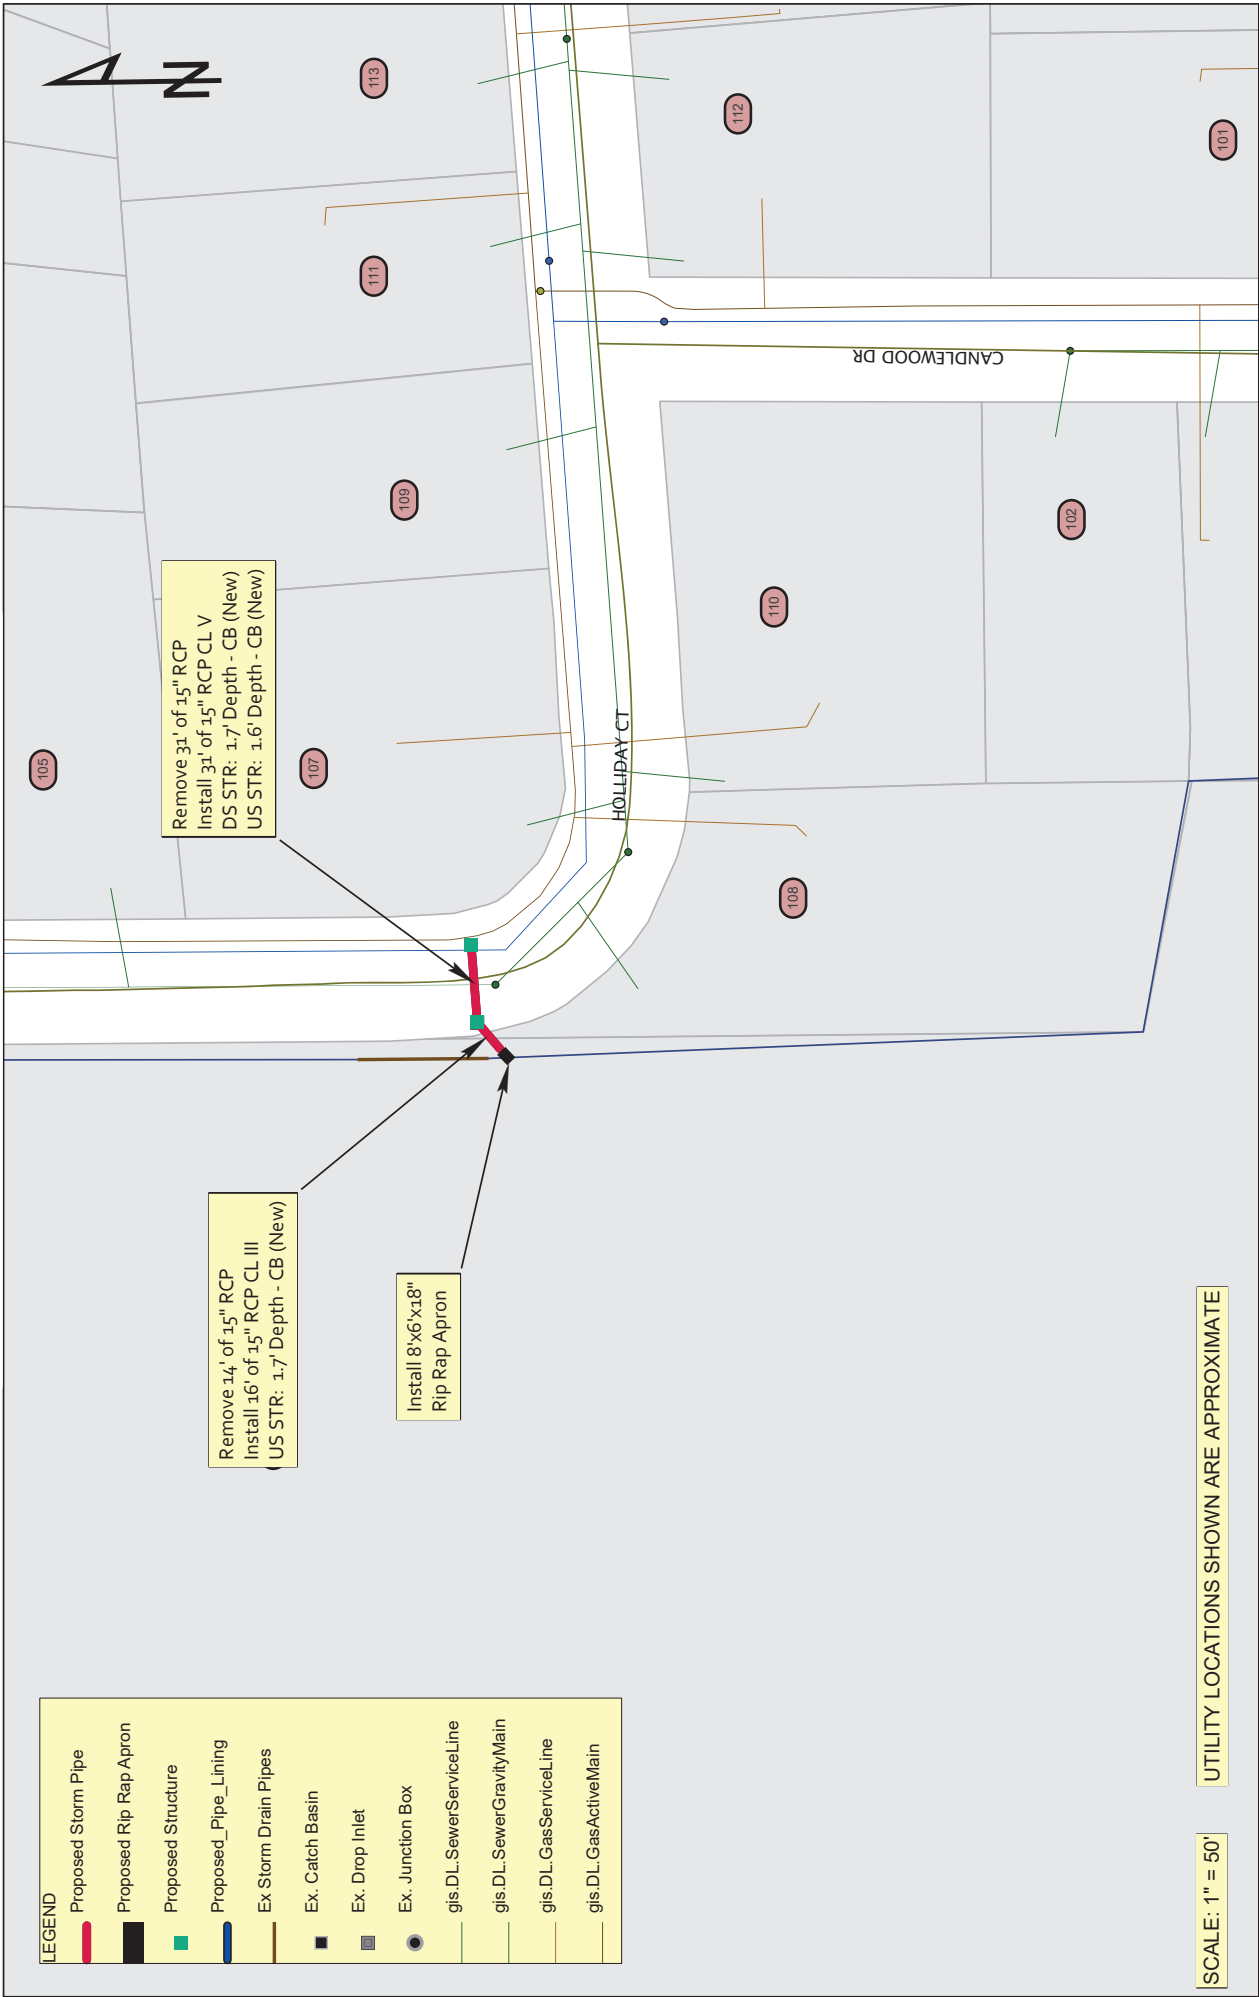 N
105
113
111
109
107
112
101
110
102
108
CANDLEWOOD DR
HOLLIDAY CT
Remove 31' of 15" RCP
Install 31' of 15" RCP CL V
DS STR: 1.7' Depth - CB (New)
US STR: 1.6' Depth - CB (New)
Remove 14' of 15" RCP
Install 16' of 15" RCP CL III
US STR: 1.7' Depth - CB (New)
Install 8'x6'x18"
Rip Rap Apron
LEGEND
Proposed Storm Pipe
Proposed Rip Rap Apron
Proposed Structure
Proposed_Pipe_Lining
Ex Storm Drain Pipes
Ex. Catch Basin
Ex. Drop Inlet
Ex. Junction Box
gis.DL.SewerServiceLine
gis.DL.SewerGravityMain
gis.DL.GasServiceLine
gis.DL.GasActiveMain
SCALE: 1" = 50'
UTILITY LOCATIONS SHOWN ARE APPROXIMATE